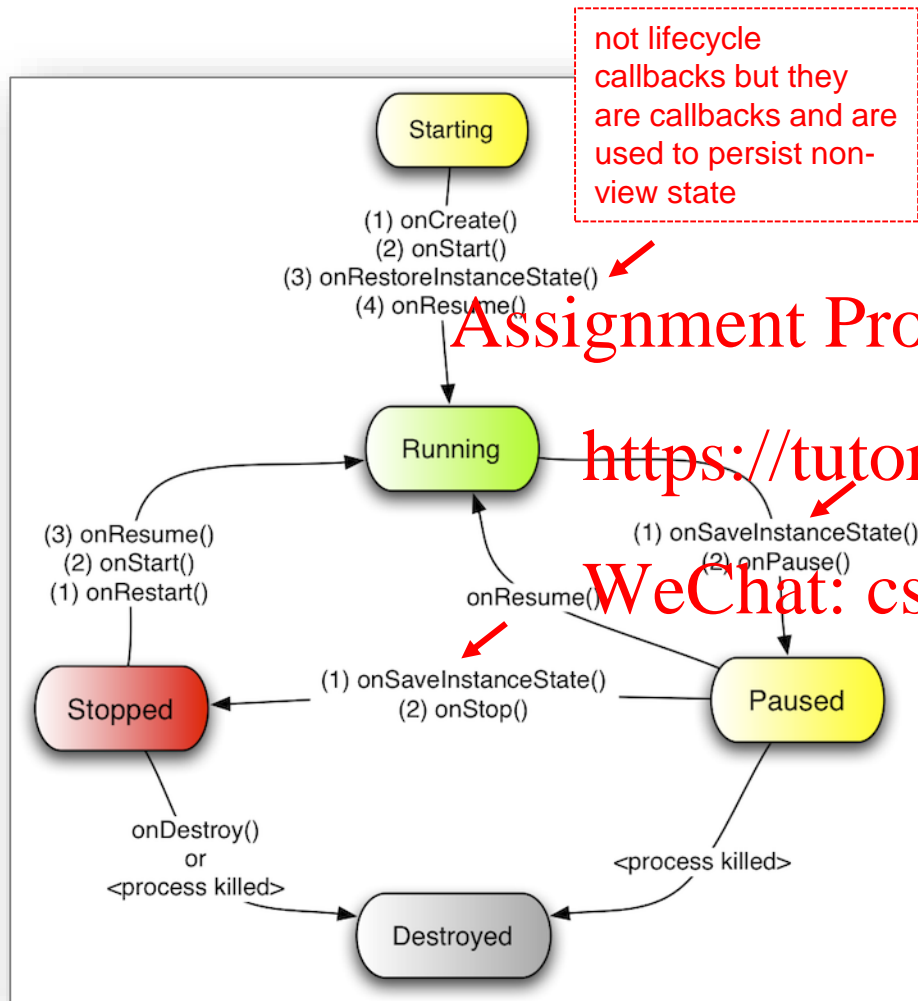 not lifecycle
callbacks but they
are callbacks and are
used to persist non-
view state
Starting
(1) onCreate()
(2) onStart()
(3) onRestoreInstanceState()
(4) onResume()
Assignment Pro
Running
https://tutor
(3) onResume()
(2) onStart()
(1) onRestart()
(1) onSaveInstanceState()
(2) onPause()
onResume()
WeChat: cs
Stopped
(1) onSaveInstanceState()
(2) onStop()
Paused
onDestroy()
or
<process killed>
<process killed>
Destroyed